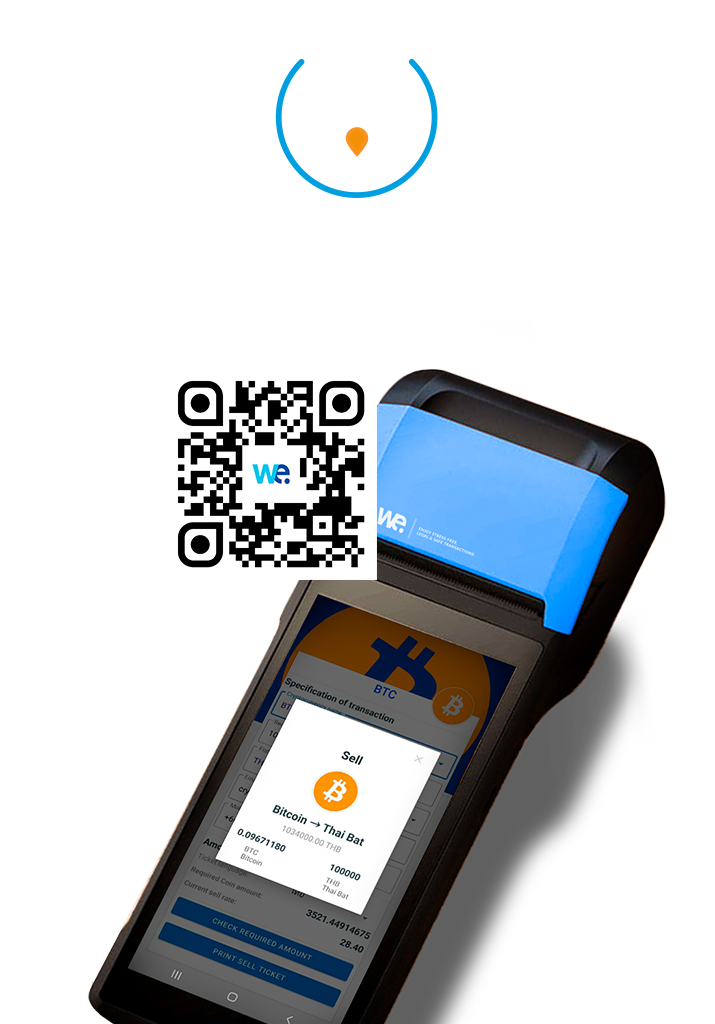 we.
we.
ENJOY STRESS-FREE,
LEGAL & SAFE TRANSACTIONS!
BTC
Specification of transaction
Sell
Bitcoin → Thai Bat
1034000.00 THB
0.09671180
100000
BTC
THB
Bitcoin
Thai Bat
Ticket language:
Required Coin amount:
3521.44914675
Current sell rate:
28.40
CHECK REQUIRED AMOUNT
PRINT SELL TICKET